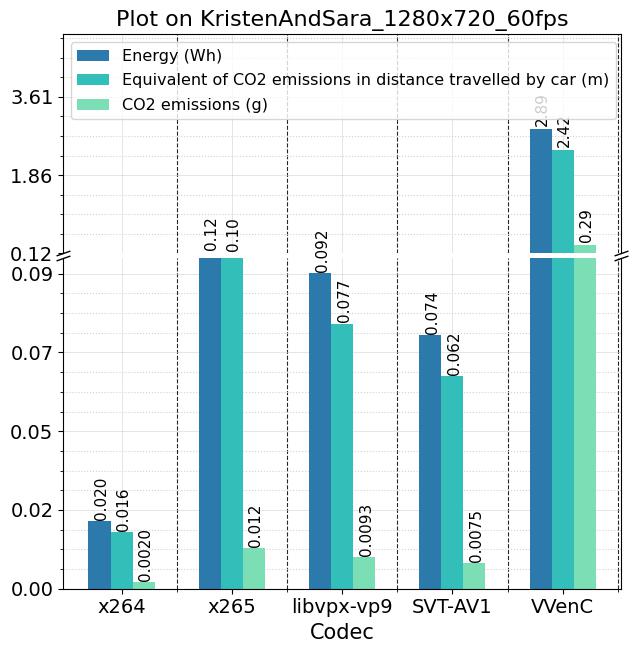 Plot on KristenAndSara_1280x720_60fps
Energy (Wh)
Equivalent of CO2 emissions in distance travelled by car (m)
CO2 emissions (g)
3.61
1.86
0.12
0.09
0.07
0.05
0.02
0.00
0.020
0.016
0.0020
0.12
0.10
0.012
0.092
0.077
0.0093
0.074
0.062
0.0075
2.89
2.42
0.29
x264
x265
libvpx-vp9
SVT-AV1
VVenC
Codec